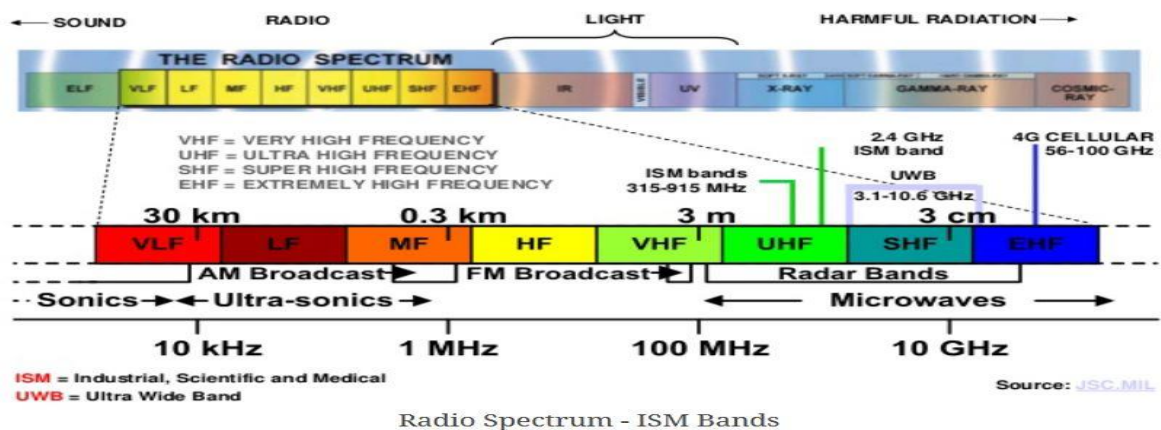 SOUND RADIO LIGHT HARMFUL RADIATION
THE RADIO SPECTRUM
ELF VLF LF MF HF VHF UHF SHF EHF IR VISIBLE UV X-RAY GAMMA-RAY COSMIC-RAY
VHF = VERY HIGH FREQUENCY
UHF = ULTRA HIGH FREQUENCY
SHF = SUPER HIGH FREQUENCY
EHF = EXTREMELY HIGH FREQUENCY
ISM bands
315-915 MHz
2.4 GHz
ISM band
UWB
3.1-10.6 GHz
4G CELLULAR
56-100 GHz
30 km 0.3 km 3 m 3 cm
VLF LF MF HF VHF UHF SHF EHF
AM Broadcast FM Broadcast Radar Bands
Sonics Ultra-sonics Microwaves
10 kHz 1 MHz 100 MHz 10 GHz
ISM = Industrial, Scientific and Medical
UWB = Ultra Wide Band
Source: JSC.MIL
Radio Spectrum - ISM Bands